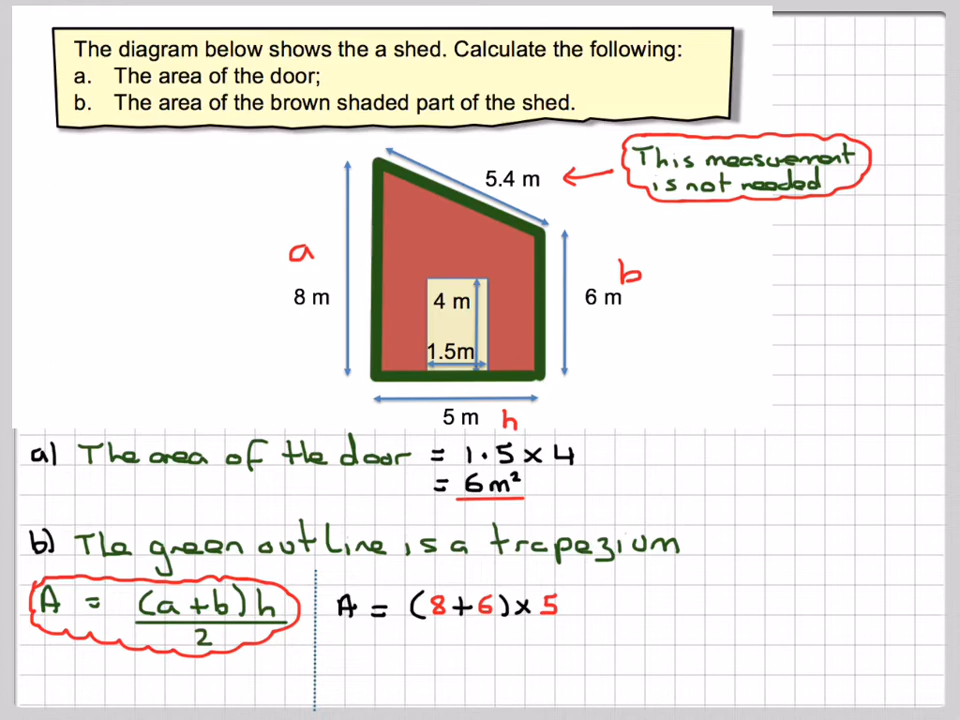 The diagram below shows the a shed. Calculate the following:
a. The area of the door;
b. The area of the brown shaded part of the shed.
This measurement
is not needed
5.4 m
a
b
8 m
4 m
6 m
1.5m
5 m h
a) The area of the door = 1.5 x 4
= 6m²
b) The green outline is a trapezium
A = (a + b) h
2
A = (8+6) x 5